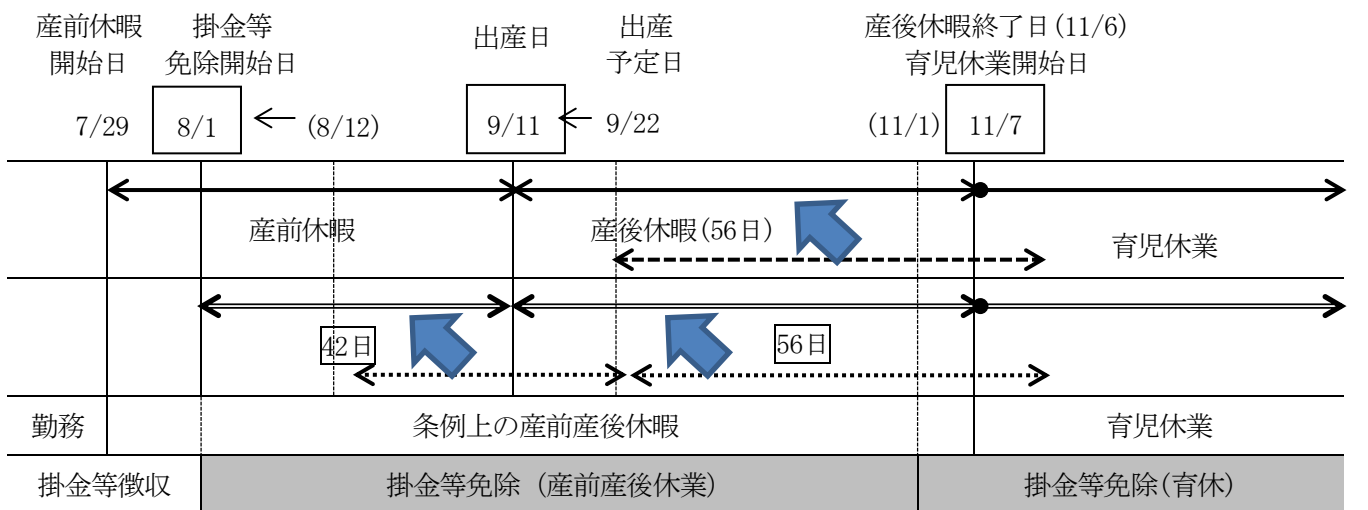 産前休暇
開始日
掛金等
免除開始日
出産日
出産
予定日
産後休暇終了日(11/6)
育児休業開始日
7/29
8/1
(8/12)
9/11
9/22
(11/1)
11/7
産前休暇
産後休暇(56日)
育児休業
42日
56日
勤務
条例上の産前産後休暇
育児休業
掛金等徴収
掛金等免除（産前産後休業）
掛金等免除(育休)